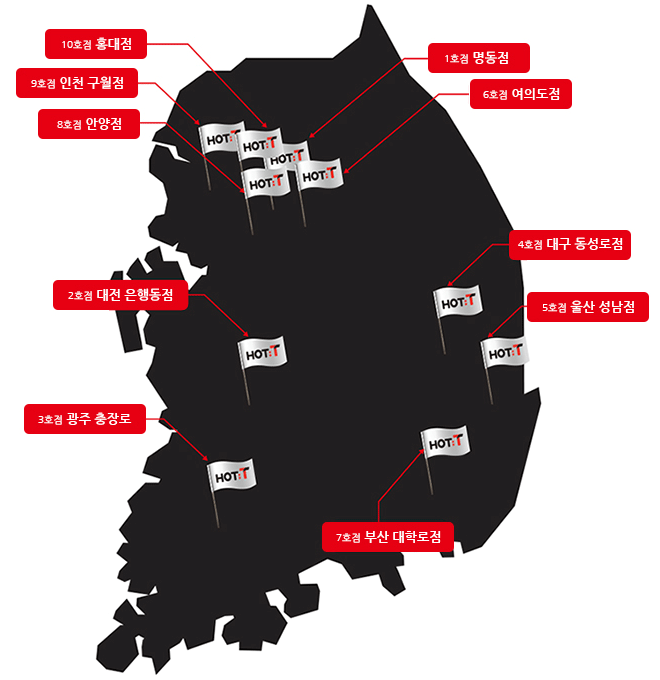 10호점 홍대점
1호점 명동점
9호점 인천 구월점
6호점 여의도점
8호점 안양점
HOT:T
HOT:T
HOT:T
HOT:T
HOT:T
4호점 대구 동성로점
2호점 대전 은행동점
HOT:T
5호점 울산 성남점
HOT:T
HOT:T
3호점 광주 충장로
HOT:T
HOT:T
7호점 부산 대학로점